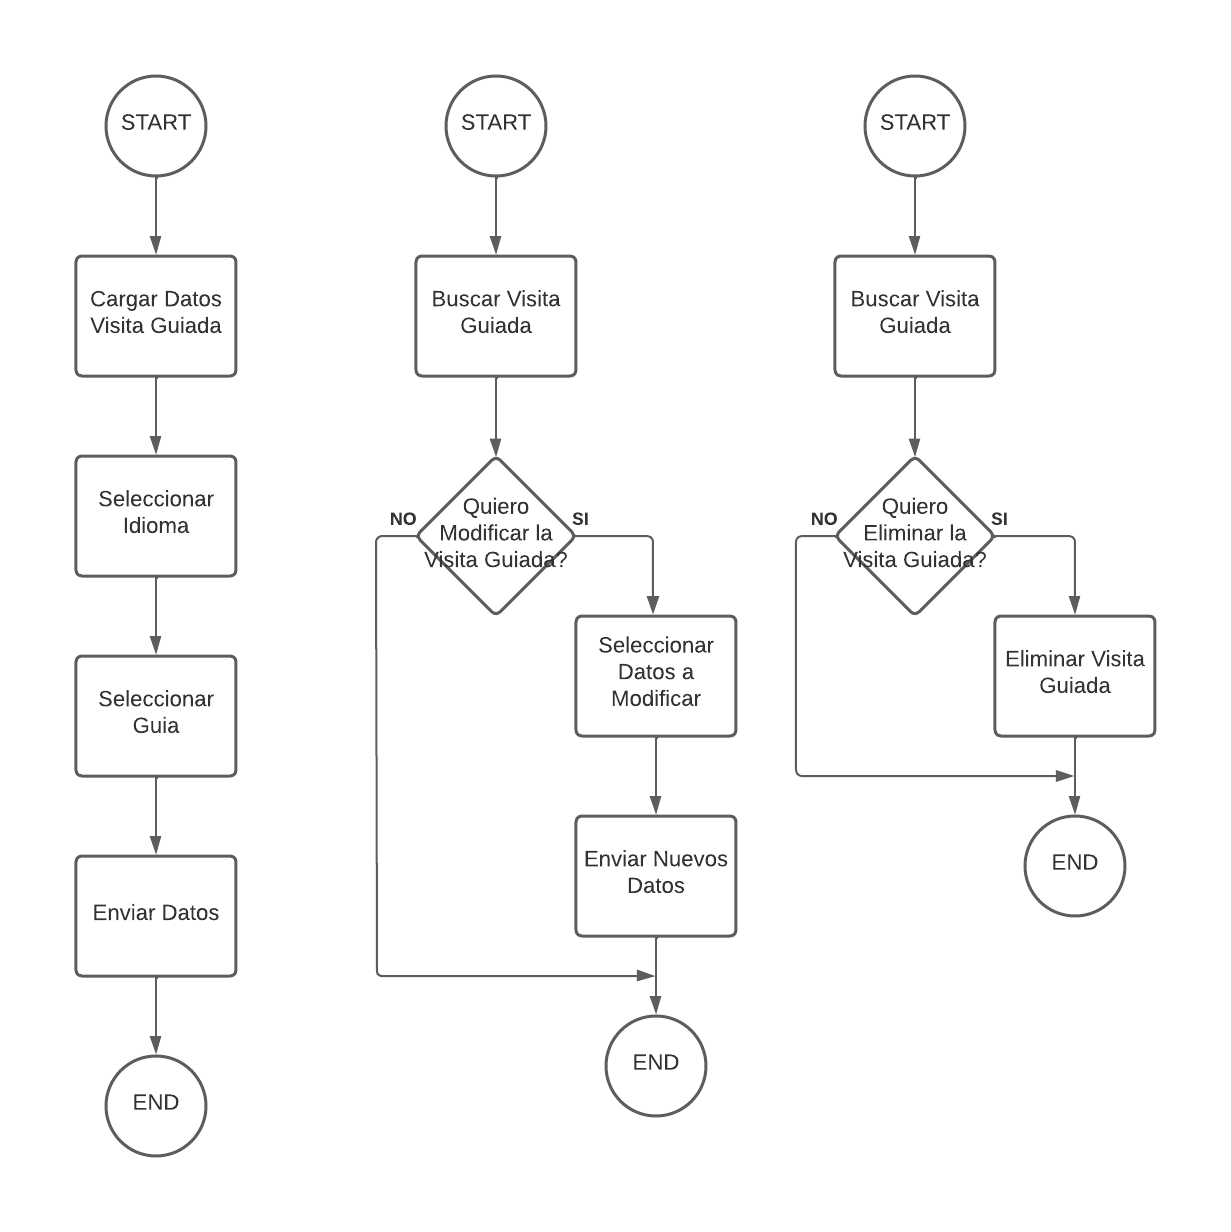 START
Cargar Datos
Visita Guiada
Seleccionar
Idioma
Seleccionar
Guia
Enviar Datos
END
START
Buscar Visita
Guiada
Quiero
Modificar la
Visita Guiada?
NO
SI
Seleccionar
Datos a
Modificar
Enviar Nuevos
Datos
END
START
Buscar Visita
Guiada
Quiero
Eliminar la
Visita Guiada?
NO
SI
Eliminar Visita
Guiada
END